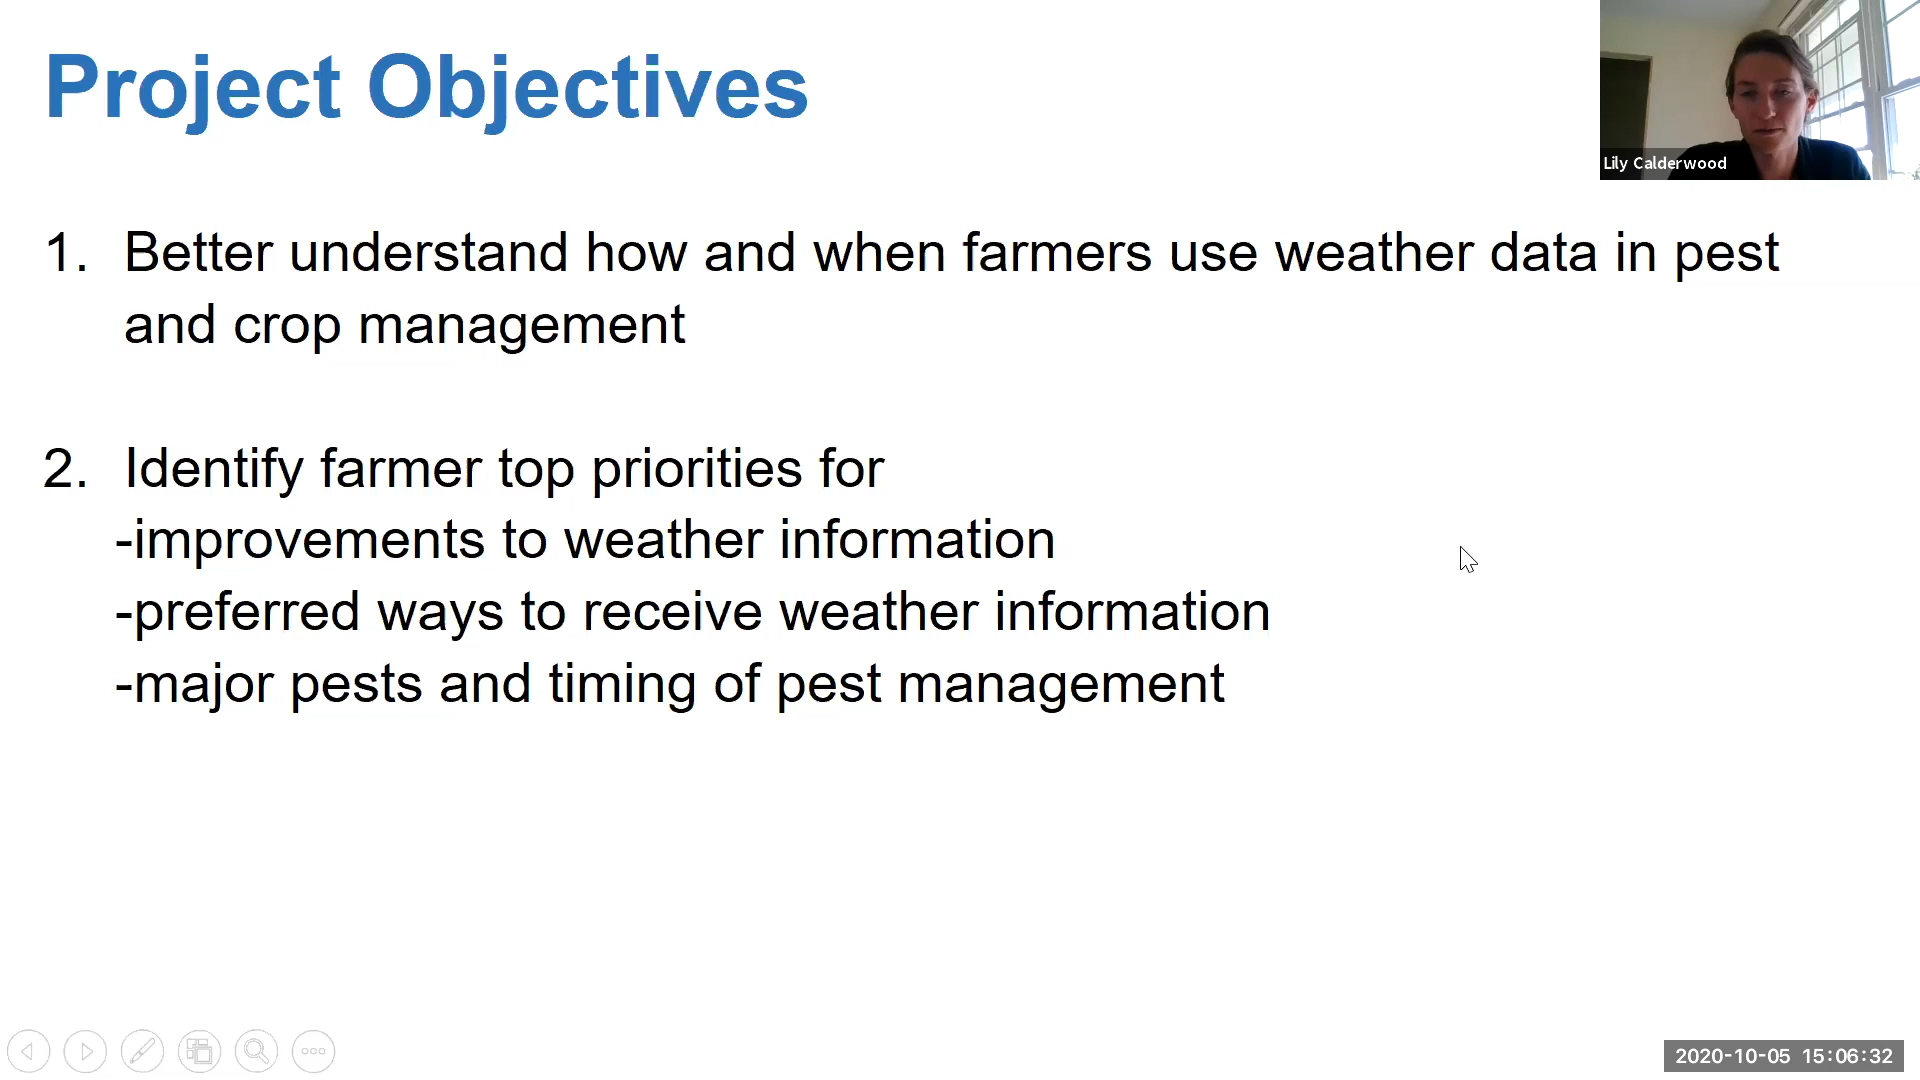 Project Objectives
Lily Calderwood
1. Better understand how and when farmers use weather data in pest
and crop management
2. Identify farmer top priorities for
-improvements to weather information
-preferred ways to receive weather information
-major pests and timing of pest management
2020-10-05 15:06:32